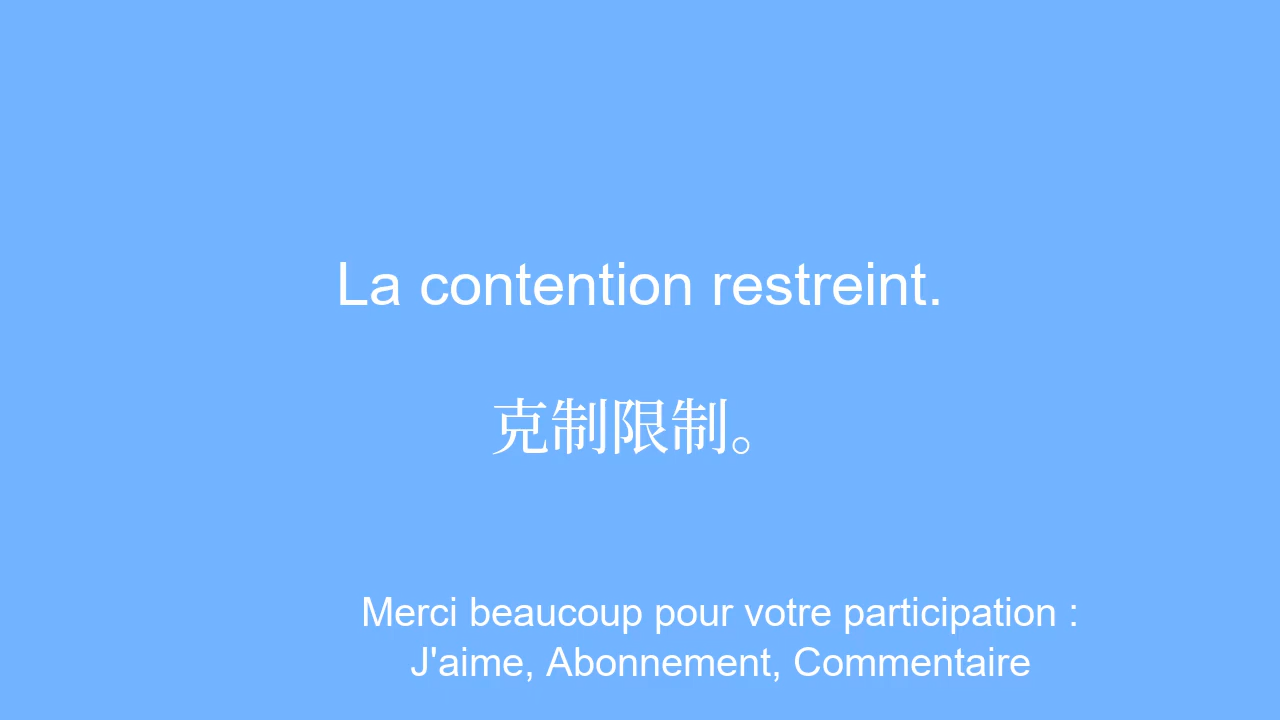 La contention restreint.
克制限制。
Merci beaucoup pour votre participation :
J'aime, Abonnement, Commentaire